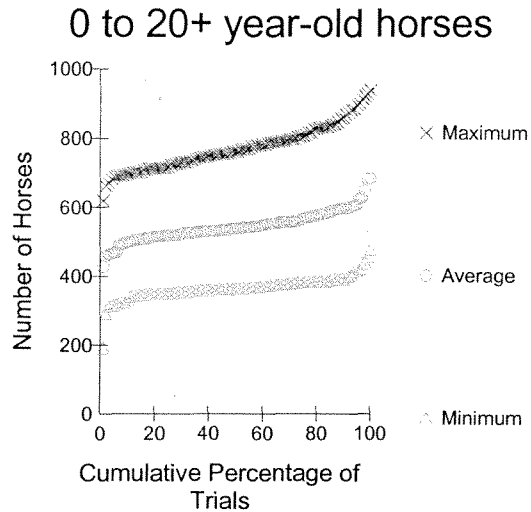 0 to 20+ year-old horses
1000
800
600
400
200
0
Number of Horses
0 20 40 60 80 100
Cumulative Percentage of
Trials
Maximum
Average
Minimum